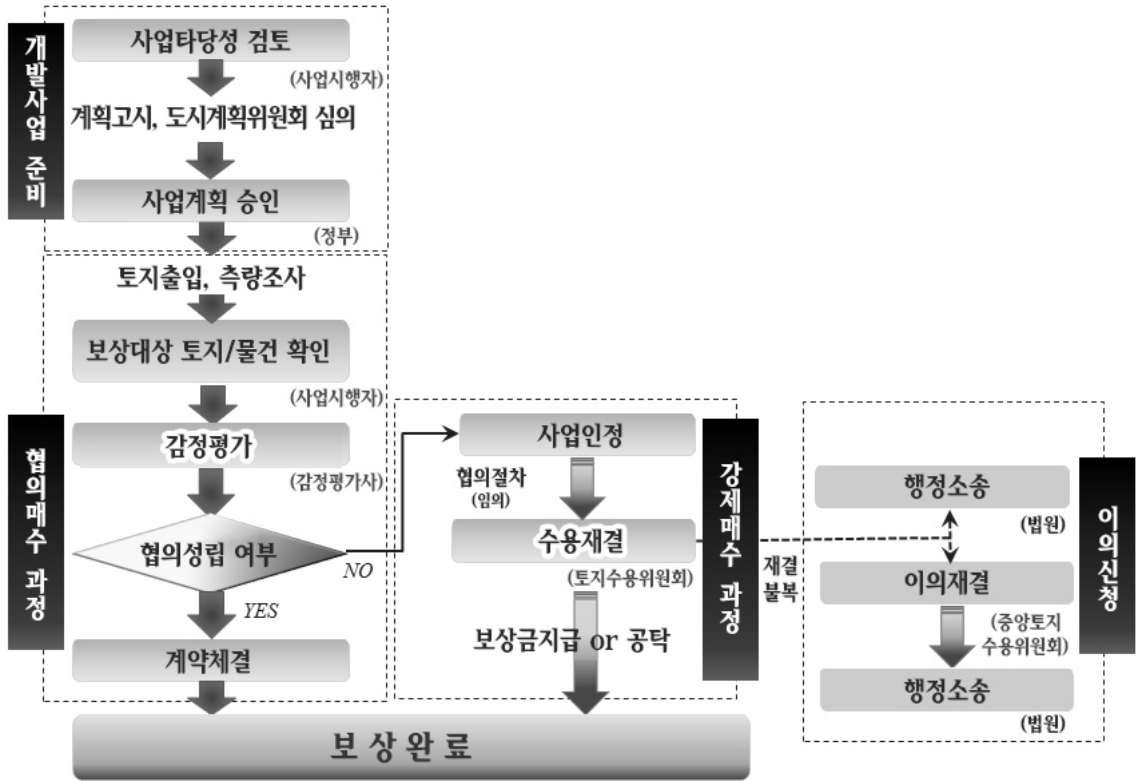 개발사업 준비
사업타당성 검토
(사업시행자)
계획고시, 도시계획위원회 심의
사업계획 승인
(정부)
협의매수 과정
토지출입, 측량조사
보상대상 토지/물건 확인
(사업시행자)
감정평가
(감정평가사)
협의성립 여부
NO
YES
계약체결
강제매수 과정
사업인정
협의절차
(임의)
수용재결
(토지수용위원회)
보상금지급 or 공탁
재결
불복
이의신청
행정소송
(법원)
이의재결
(중앙토지
수용위원회)
행정소송
(법원)
보상완료